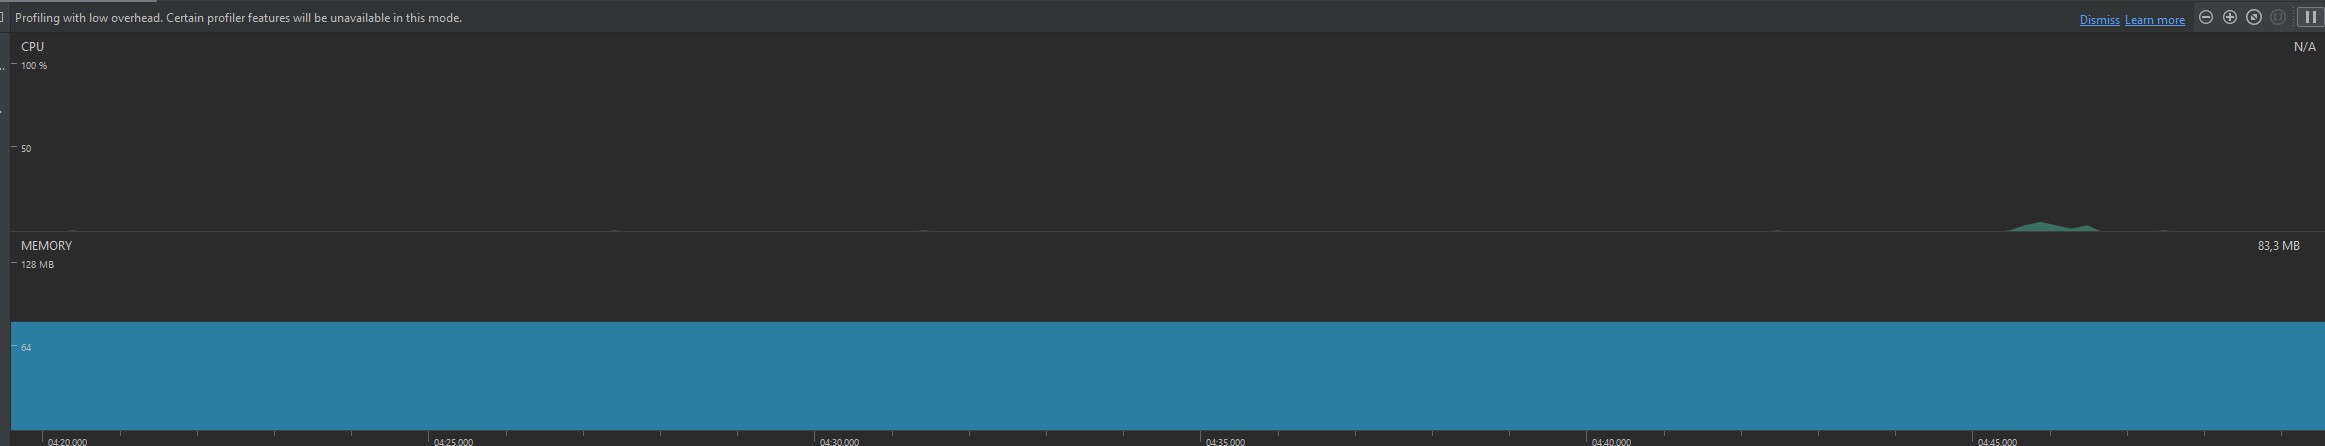 Profiling with low overhead. Certain profiler features will be unavailable in this mode.
Dismiss Learn more
CPU
N/A
100 %
50
MEMORY
83,3 MB
128 MB
64
04:20.000 04:25.000 04:30.000 04:35.000 04:40.000 04:45.000